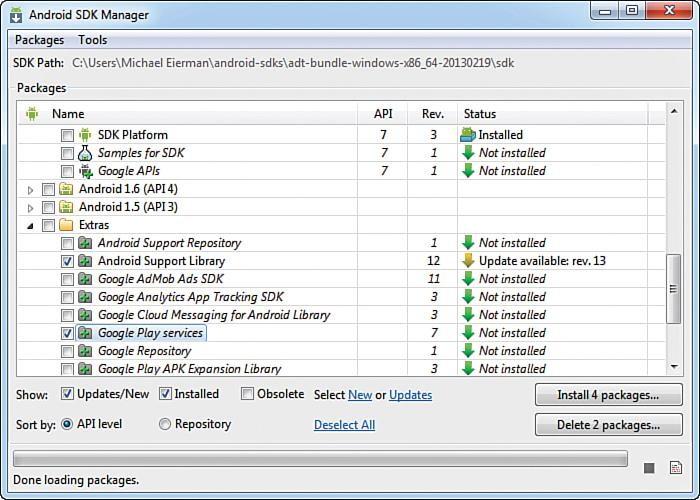 Android SDK Manager
Packages Tools
SDK Path: C:\Users\Michael Eierman\android-sdks\adt-bundle-windows-x86_64-20130219\sdk
Packages
Name API Rev. Status
SDK Platform 7 3 Installed
Samples for SDK 7 1 Not installed
Google APIs 7 1 Not installed
Android 1.6 (API 4)
Android 1.5 (API 3)
Extras
Android Support Repository 1 Not installed
Android Support Library 12 Update available: rev. 13
Google AdMob Ads SDK 11 Not installed
Google Analytics App Tracking SDK 3 Not installed
Google Cloud Messaging for Android Library 3 Not installed
Google Play services 7 Not installed
Google Repository 1 Not installed
Google Play APK Expansion Library 3 Not installed
Show: Updates/New Installed Obsolete Select New or Updates Install 4 packages...
Sort by: API level Repository Deselect All Delete 2 packages...
Done loading packages.